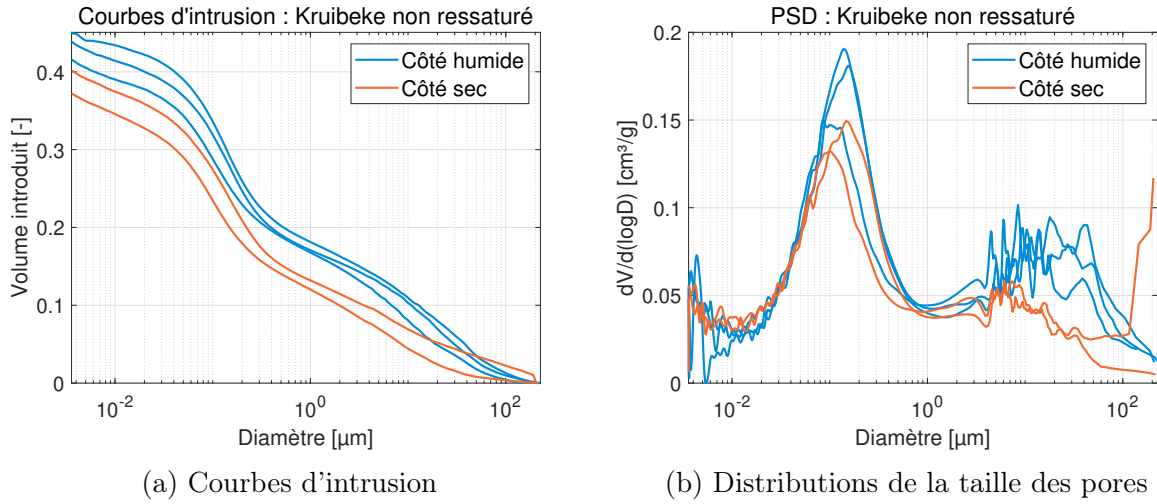 Courbes d'intrusion : Kruibeke non ressaturé
Côté humide
Côté sec
0.4
0.3
0.2
0.1
0
Volume introduit [-]
10⁻² 10⁰ 10²
Diamètre [µm]
(a) Courbes d'intrusion
PSD : Kruibeke non ressaturé
Côté humide
Côté sec
0.2
0.15
0.1
0.05
0
dV/d(logD) [cm³/g]
10⁻² 10⁰ 10²
Diamètre [µm]
(b) Distributions de la taille des pores